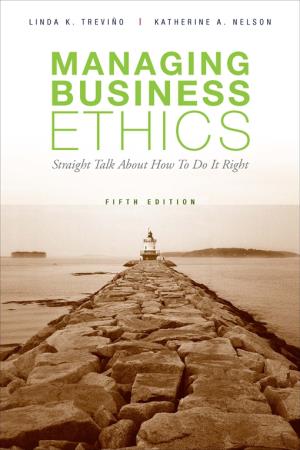 LINDA K. TREVIÑO | KATHERINE A. NELSON
MANAGING
BUSINESS
ETHICS
Straight Talk About How To Do It Right
FIFTH EDITION